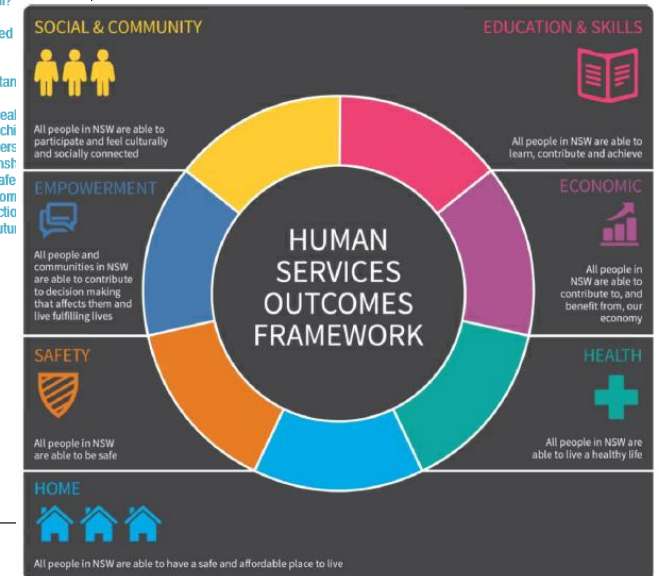 SOCIAL & COMMUNITY
All people in NSW are able to
participate and feel culturally
and socially connected
EDUCATION & SKILLS
All people in NSW are able to
learn, contribute and achieve
EMPOWERMENT
All people and
communities in NSW
are able to contribute
to decision making
that affects them and
live fulfilling lives
HUMAN
SERVICES
OUTCOMES
FRAMEWORK
ECONOMIC
All people in
NSW are able to
contribute to, and
benefit from, our
economy
SAFETY
All people in NSW
are able to be safe
HEALTH
All people in NSW are
able to live a healthy life
HOME
All people in NSW are able to have a safe and affordable place to live